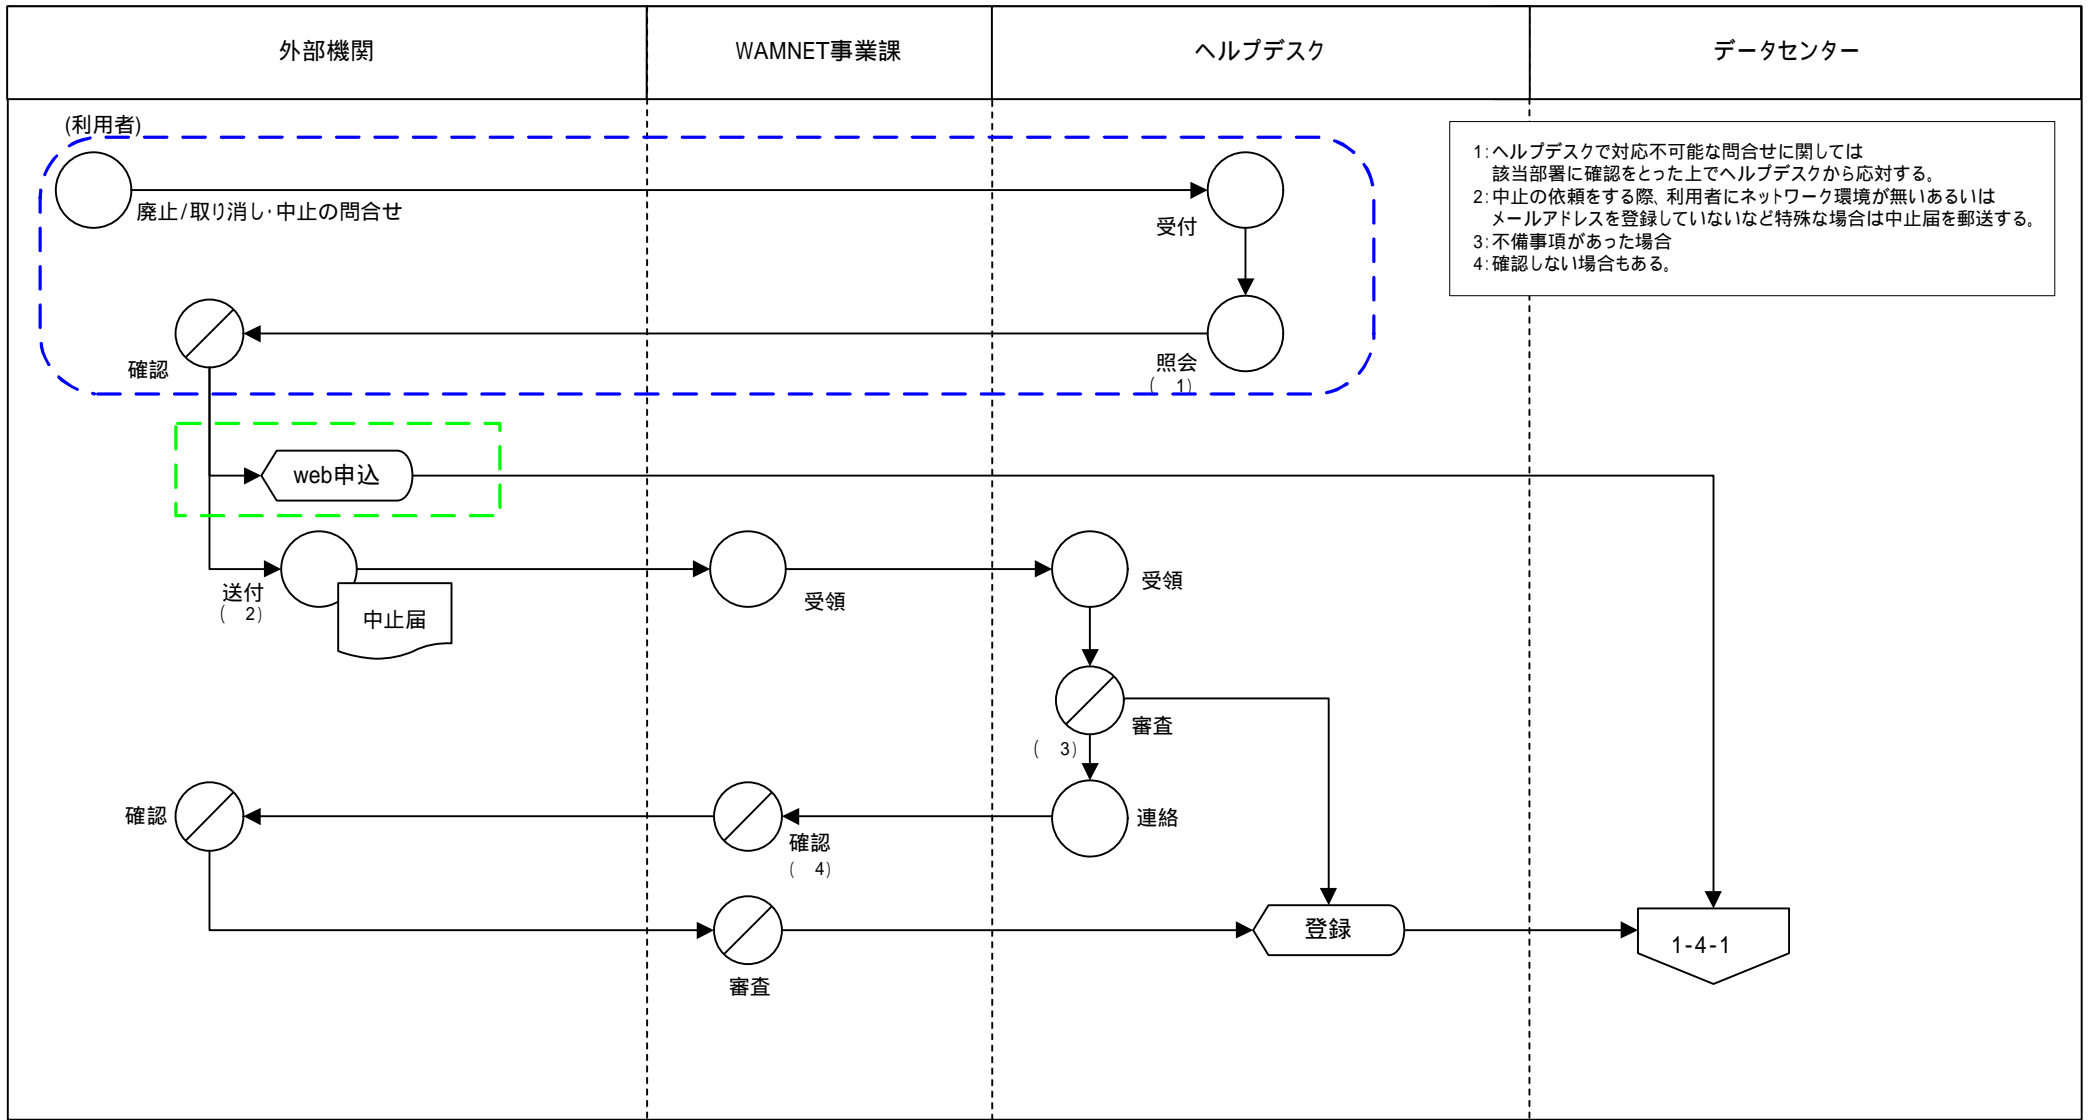 外部機関
WAMNET事業課
ヘルプデスク
データセンター
(利用者)
廃止/取り消し・中止の問合せ
受付
1:ヘルプデスクで対応不可能な問合せに関しては
該当部署に確認をとった上でヘルプデスクから応対する。
2:中止の依頼をする際、利用者にネットワーク環境が無いあるいは
メールアドレスを登録していないなど特殊な場合は中止届を郵送する。
3:不備事項があった場合
4:確認しない場合もある。
確認
照会
( 1)
web申込
送付
( 2)
中止届
受領
受領
審査
( 3)
確認
確認
( 4)
連絡
審査
登録
1-4-1